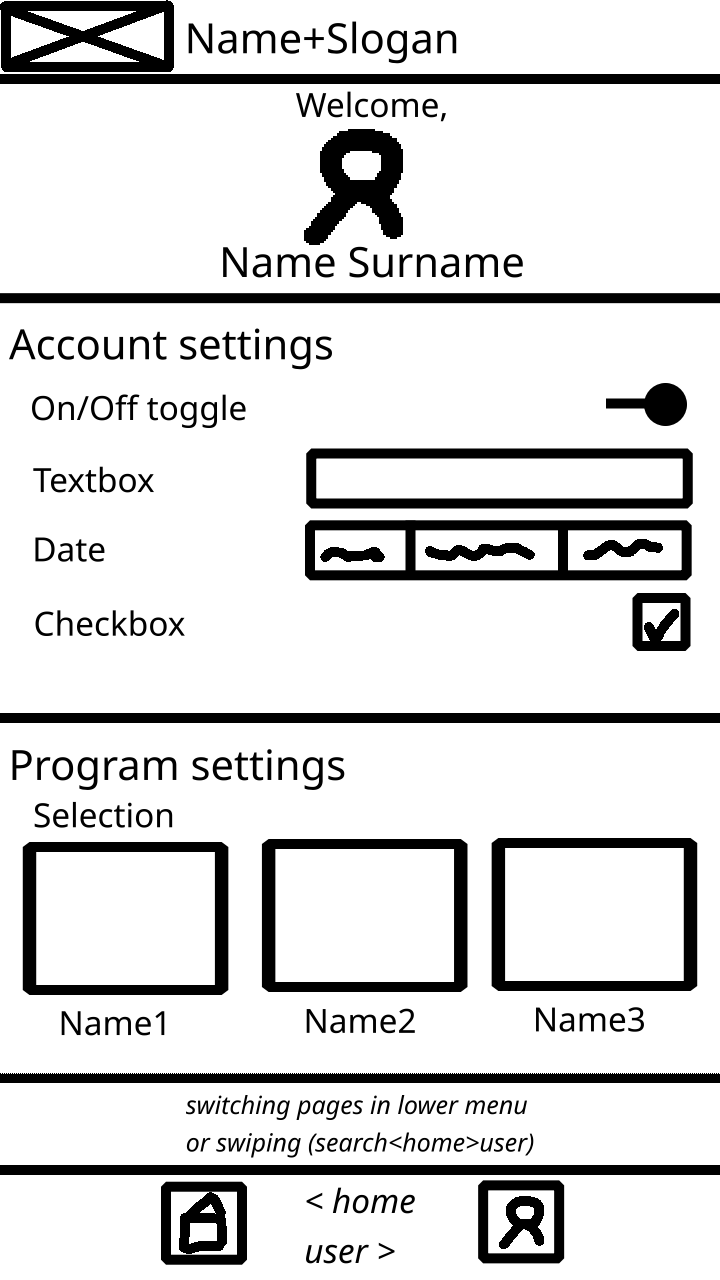 Name+Slogan
Welcome,
Name Surname
Account settings
On/Off toggle
Textbox
Date
Checkbox
Program settings
Selection
Name1 Name2 Name3
switching pages in lower menu
or swiping (search<home>user)
< home
user >